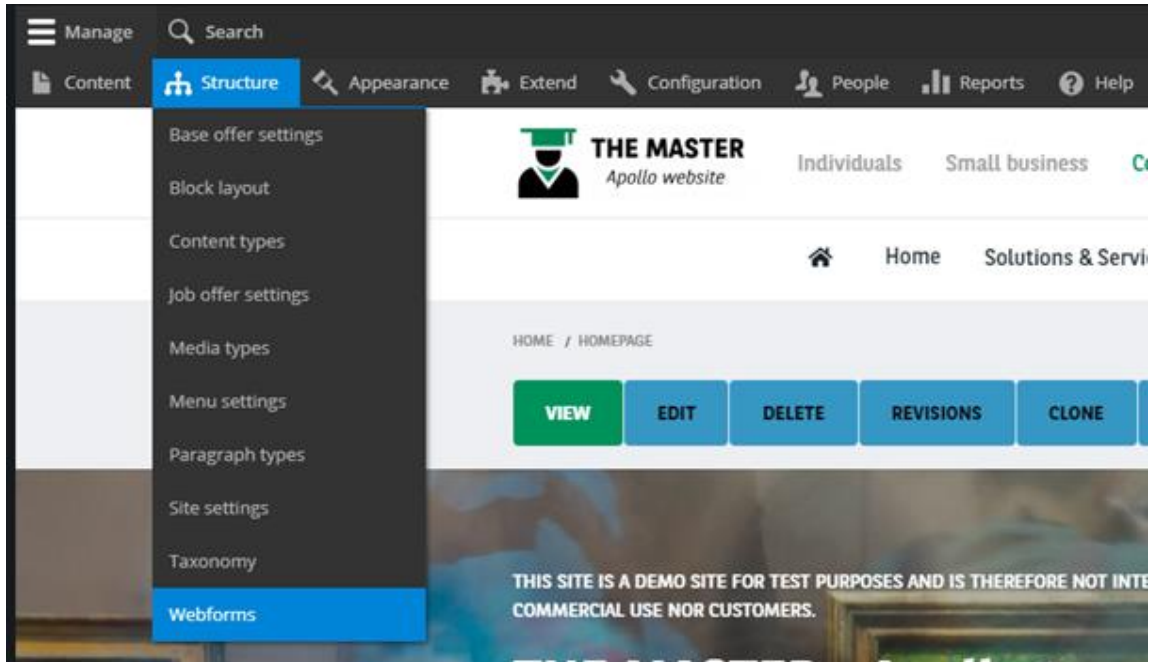 Manage Search
Content Structure Appearance Extend Configuration People Reports Help
Base offer settings
Block layout
Content types
Job offer settings
Media types
Menu settings
Paragraph types
Site settings
Taxonomy
Webforms
THE MASTER
Apollo website
Individuals Small business
Home Solutions & Servi
HOME / HOMEPAGE
VIEW EDIT DELETE REVISIONS CLONE
THIS SITE IS A DEMO SITE FOR TEST PURPOSES AND IS THEREFORE NOT INTE
COMMERCIAL USE NOR CUSTOMERS.